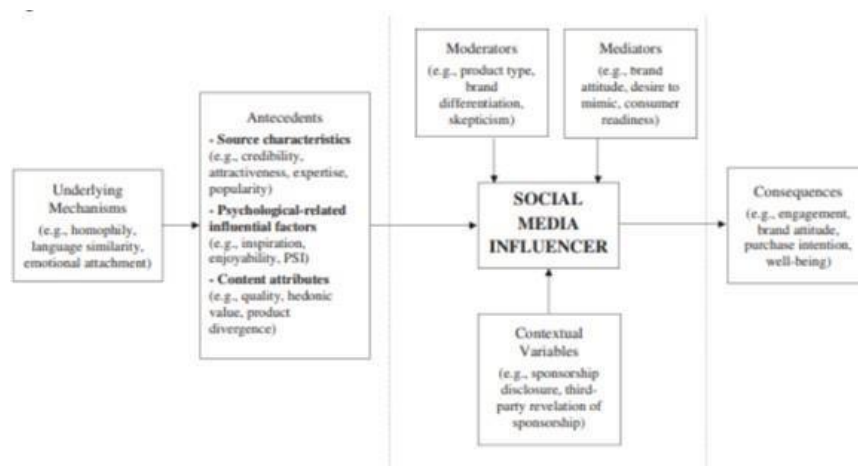 Underlying
Mechanisms
(e.g., homophily,
language similarity,
emotional attachment)
Antecedents
- Source characteristics
(e.g., credibility,
attractiveness, expertise,
popularity)
- Psychological-related
influential factors
(e.g., inspiration,
enjoyability, PSI)
- Content attributes
(e.g., quality, hedonic
value, product
divergence)
Moderators
(e.g., product type,
brand
differentiation,
skepticism)
Mediators
(e.g., brand
attitude, desire to
mimic, consumer
readiness)
SOCIAL
MEDIA
INFLUENCER
Contextual
Variables
(e.g., sponsorship
disclosure, third-
party revelation of
sponsorship)
Consequences
(e.g., engagement,
brand attitude,
purchase intention,
well-being)